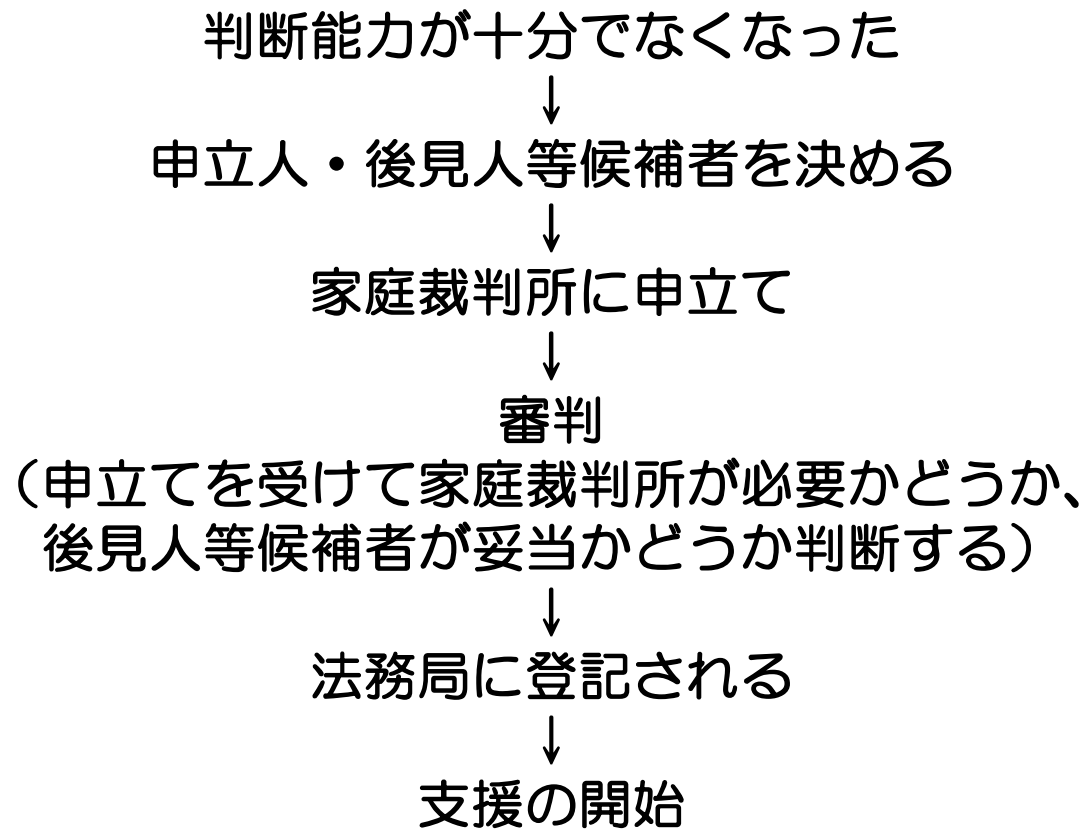 判断能力が十分でなくなった
↓
申立人・後見人等候補者を決める
↓
家庭裁判所に申立て
↓
審判
（申立てを受けて家庭裁判所が必要かどうか、
後見人等候補者が妥当かどうか判断する）
↓
法務局に登記される
↓
支援の開始